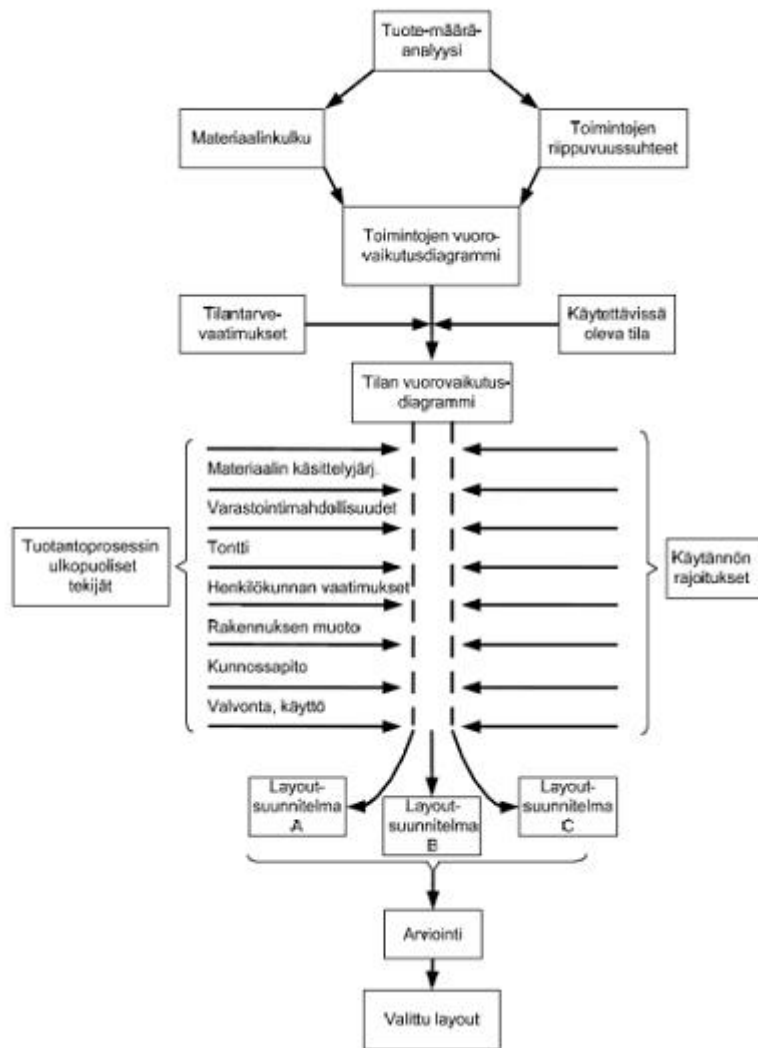 Tuote-määrä-
analyysi
Materiaalinkulku
Toimintojen
riippuvuussuhteet
Toimintojen vuoro-
vaikutusdiagrammi
Tilantarve-
vaatimukset
Käytettävissä
oleva tila
Tilan vuorovaikutus-
diagrammi
Tuotantoprosessin
ulkopuoliset
tekijät
Materiaalin käsittelyjärj.
Varastointimahdollisuudet
Tontti
Henkilökunnan vaatimukset
Rakennuksen muoto
Kunnossapito
Valvonta, käyttö
Käytännön
rajoitukset
Layout-
suunnitelma
A
Layout-
suunnitelma
B
Layout-
suunnitelma
C
Arviointi
Valittu layout